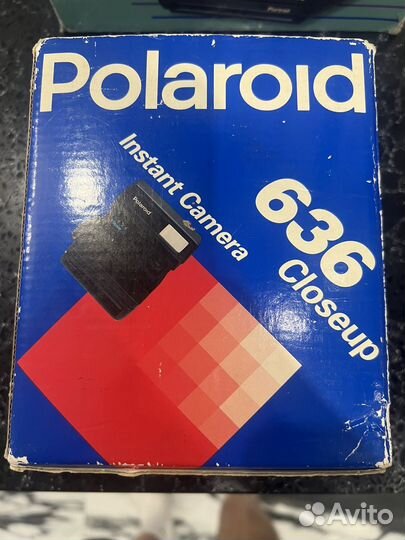 Polaroid
Instant Camera
636
Closeup
Polaroid
Avito